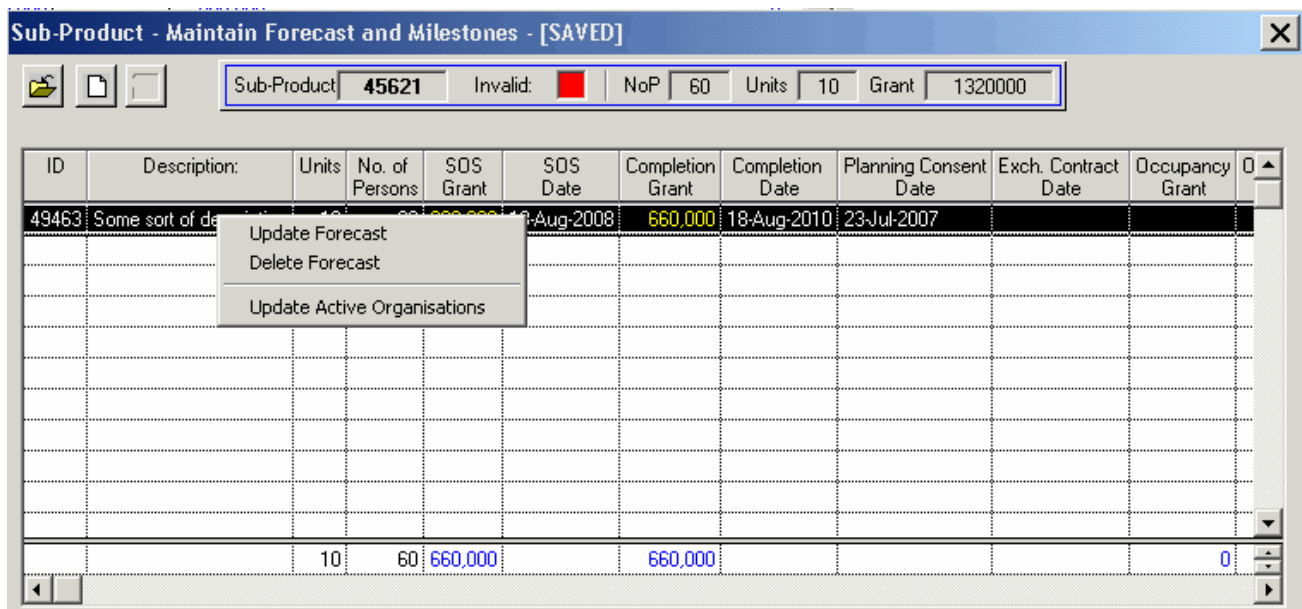 Sub-Product - Maintain Forecast and Milestones - [SAVED]
Sub-Product 45621 Invalid: NoP 60 Units 10 Grant 1320000
ID Description: Units No. of Persons SOS Grant SOS Date Completion Grant Completion Date Planning Consent Date Exch. Contract Date Occupancy Grant
49463 Some sort of -Aug-2008 660,000 18-Aug-2010 23-Jul-2007
Update Forecast
Delete Forecast
Update Active Organisations
10 60 660,000 660,000 0